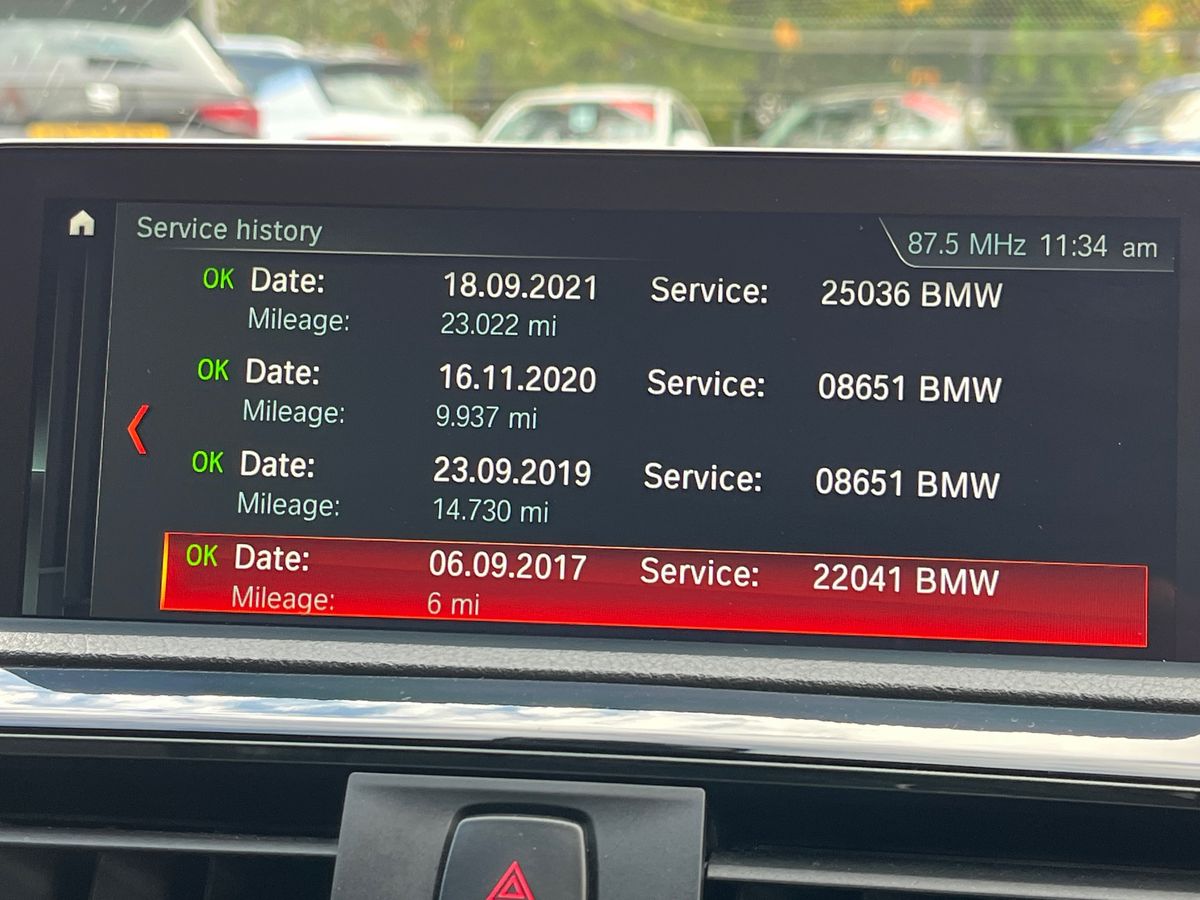 Service history 87.5 MHz 11:34 am
OK Date: 18.09.2021 Service: 25036 BMW
Mileage: 23.022 mi
OK Date: 16.11.2020 Service: 08651 BMW
Mileage: 9.937 mi
OK Date: 23.09.2019 Service: 08651 BMW
Mileage: 14.730 mi
OK Date: 06.09.2017 Service: 22041 BMW
Mileage: 6 mi